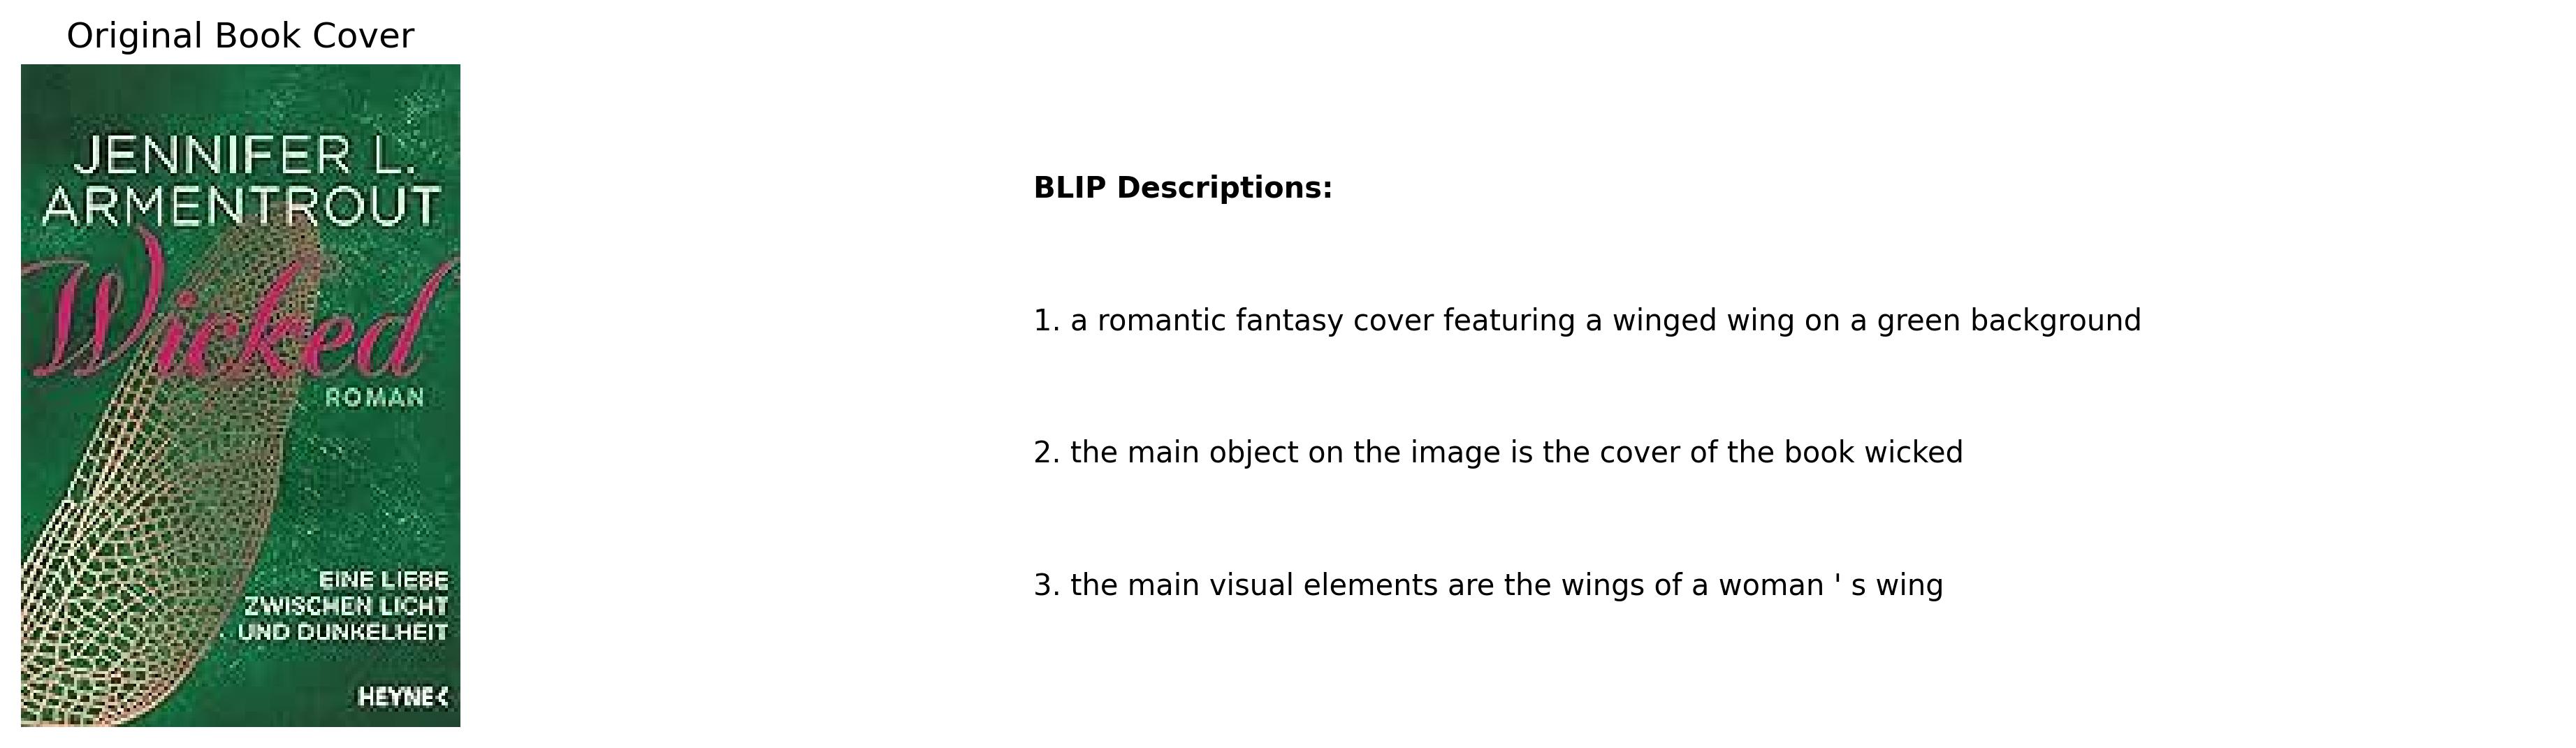 Original Book Cover
JENNIFER L.
ARMENTROUT
Wicked
ROMAN
EINE LIEBE
ZWISCHEN LICHT
UND DUNKELHEIT
HEYNE<
BLIP Descriptions:
1. a romantic fantasy cover featuring a winged wing on a green background
2. the main object on the image is the cover of the book wicked
3. the main visual elements are the wings of a woman ' s wing